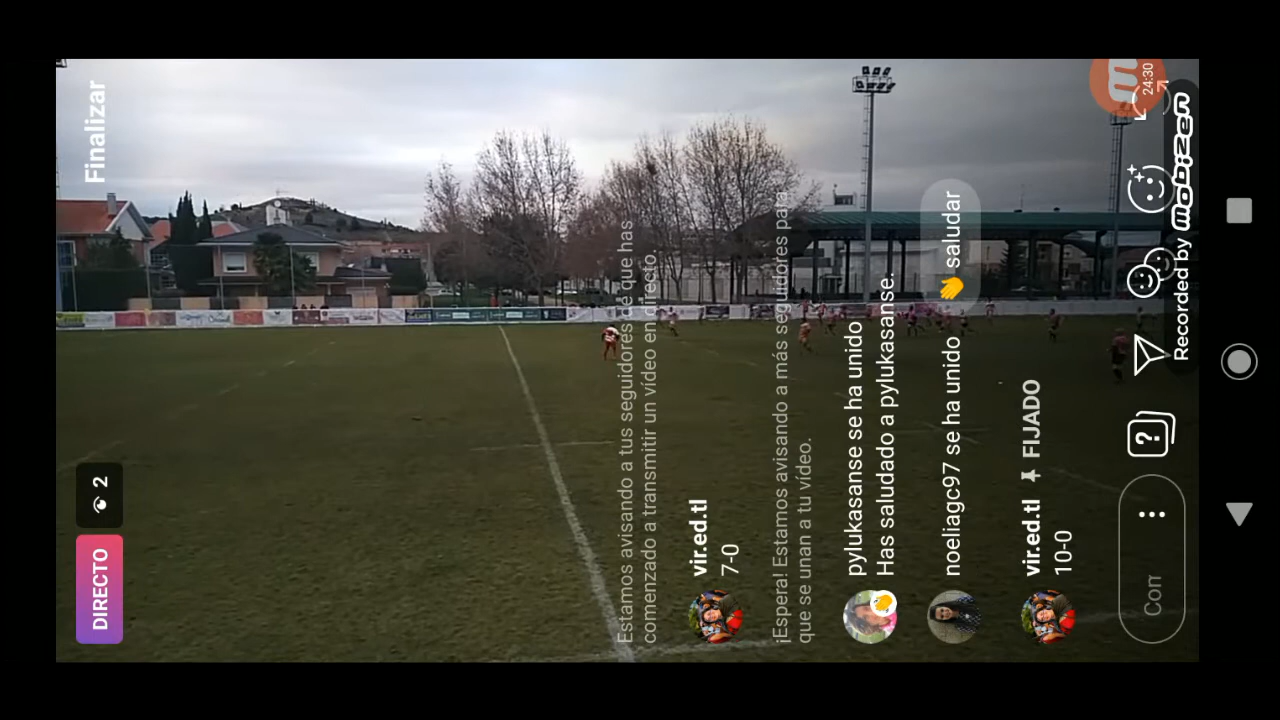 Finalizar
DIRECTO
2
Estamos avisando a tus seguidores de que has
comenzado a transmitir un vídeo en directo.
vir.ed.tl
7-0
¡Espera! Estamos avisando a más seguidores para
que se unan a tu vídeo.
pylukasanse se ha unido
Has saludado a pylukasanse.
noeliagc97 se ha unido
👋 saludar
vir.ed.tl
FIJADO
10-0
Com
24:30
Recorded by mobizen